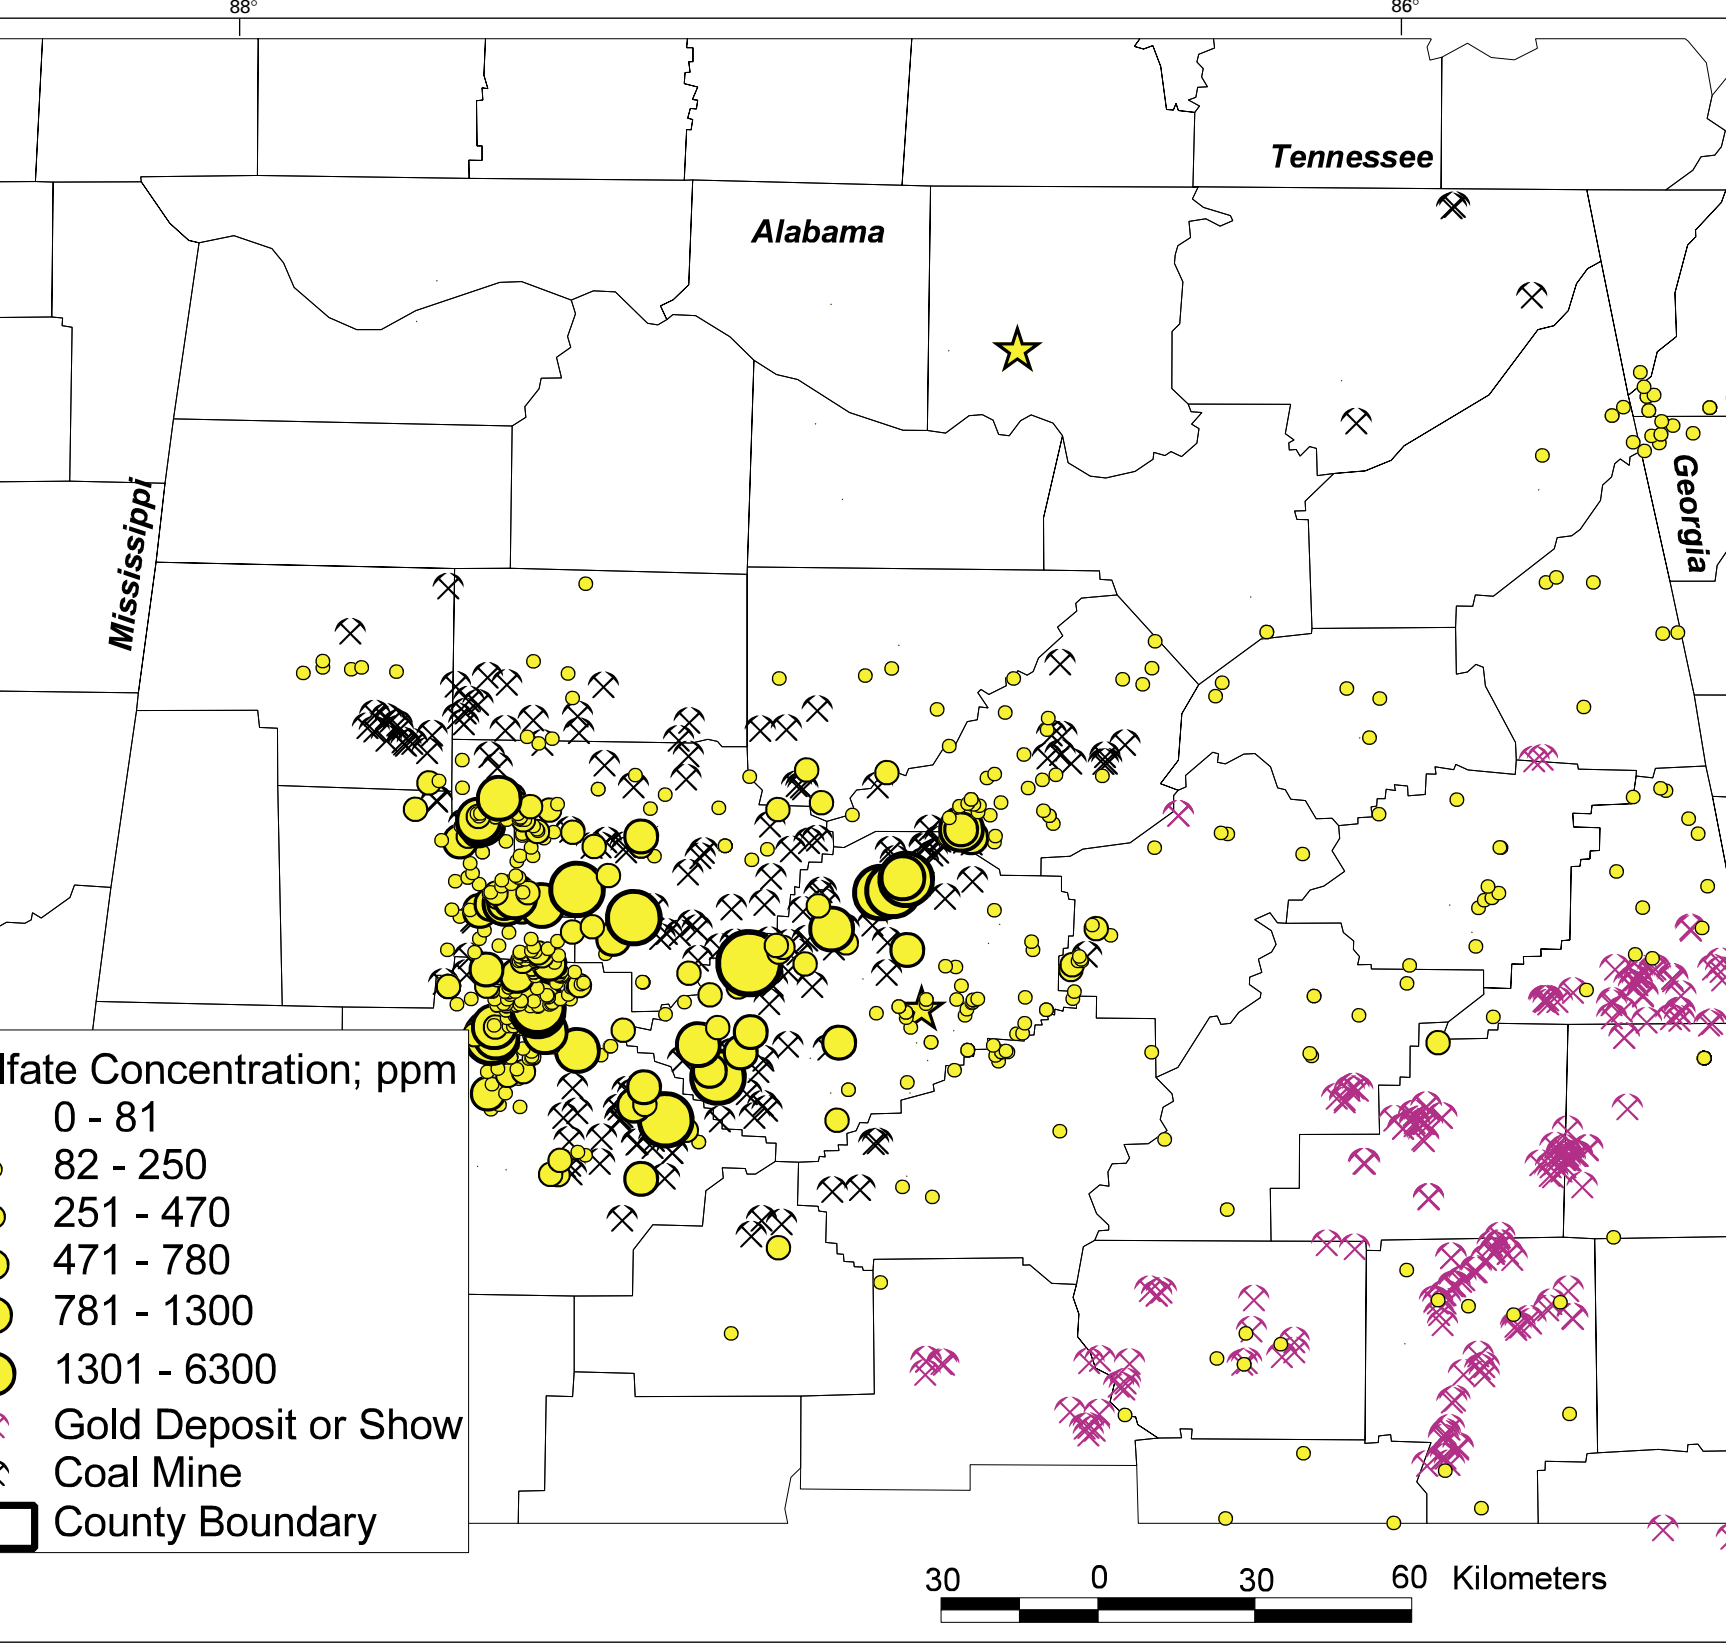 88°
86°
Tennessee
Alabama
Mississippi
Georgia
lfate Concentration; ppm
0 - 81
82 - 250
251 - 470
471 - 780
781 - 1300
1301 - 6300
Gold Deposit or Show
Coal Mine
County Boundary
30 0 30 60 Kilometers